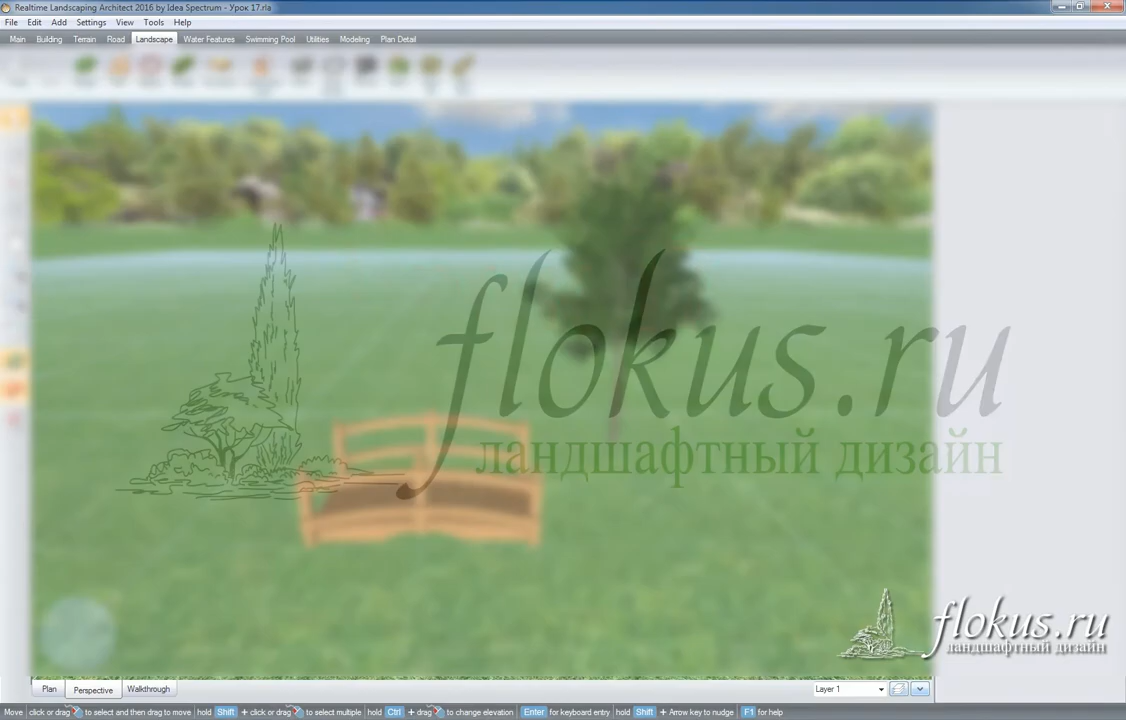 Realtime Landscaping Architect 2016 by Idea Spectrum - Урок 17.rla
File Edit Add Settings View Tools Help
Main Building Terrain Road Landscape Water Features Swimming Pool Utilities Modeling Plan Detail
flokus.ru
ландшафтный дизайн
flokus.ru
ландшафтный дизайн
Plan Perspective Walkthrough Layer 1
Move click or drag to select and then drag to move hold Shift + click or drag to select multiple hold Ctrl + drag to change elevation Enter for keyboard entry hold Shift + Arrow key to nudge F1 for help